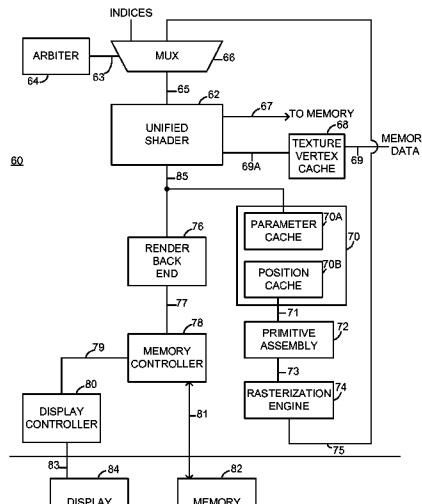 INDICES
ARBITER
64
63
MUX
66
65
62
UNIFIED
SHADER
67
TO MEMORY
68
TEXTURE
VERTEX
CACHE
69A
69
MEMOR
DATA
60
85
76
RENDER
BACK
END
77
70A
PARAMETER
CACHE
70
70B
POSITION
CACHE
71
PRIMITIVE
ASSEMBLY
72
73
RASTERIZATION
ENGINE
74
75
78
MEMORY
CONTROLLER
79
80
DISPLAY
CONTROLLER
81
83
84
DISPLAY
82
MEMORY